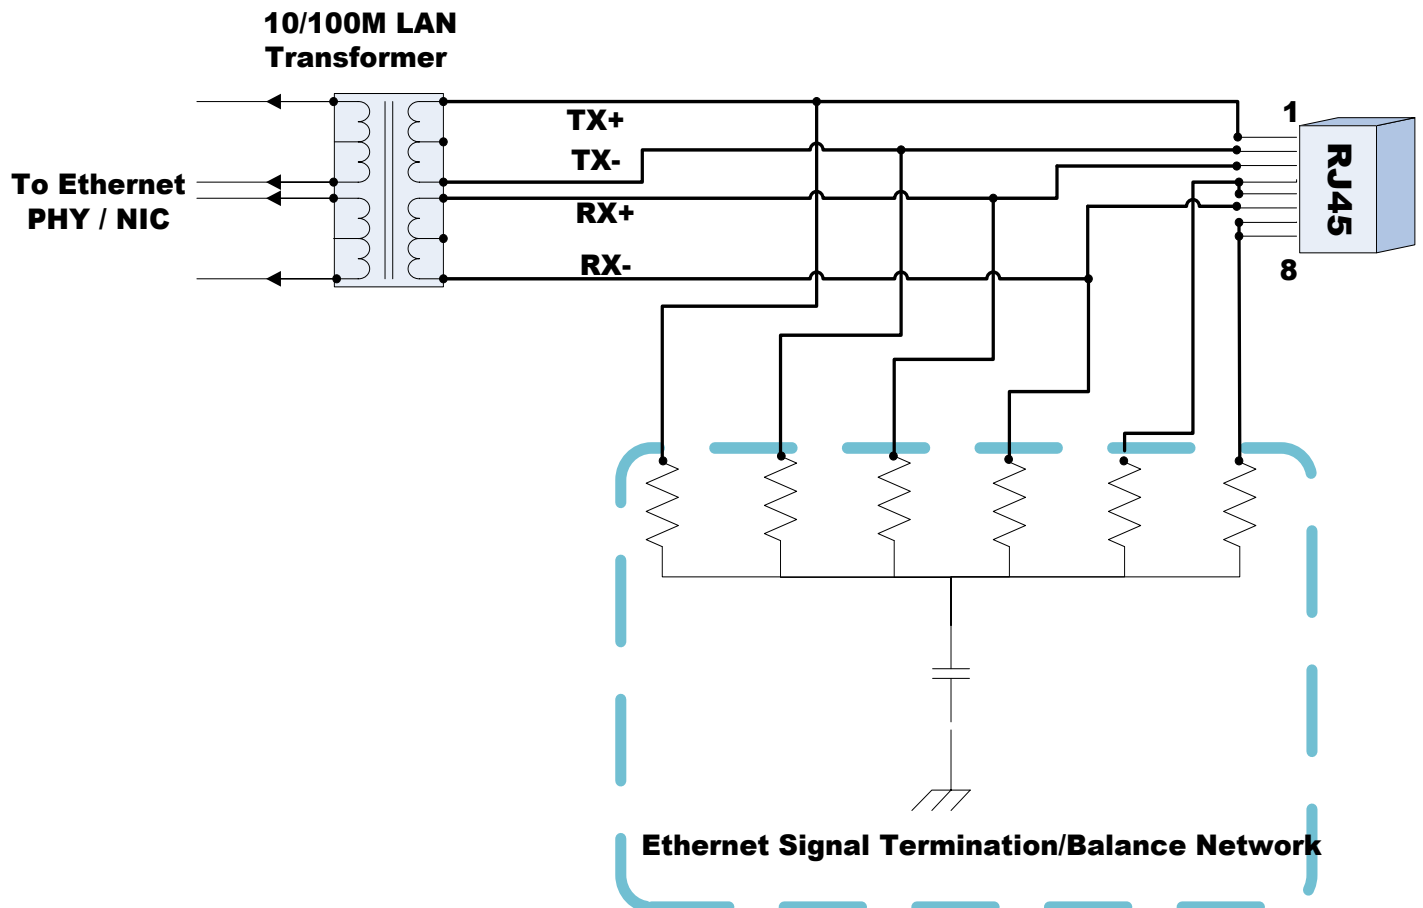 10/100M LAN
Transformer
TX+
1
TX-
RJ45
To Ethernet
PHY / NIC
RX+
RX-
8
Ethernet Signal Termination/Balance Network